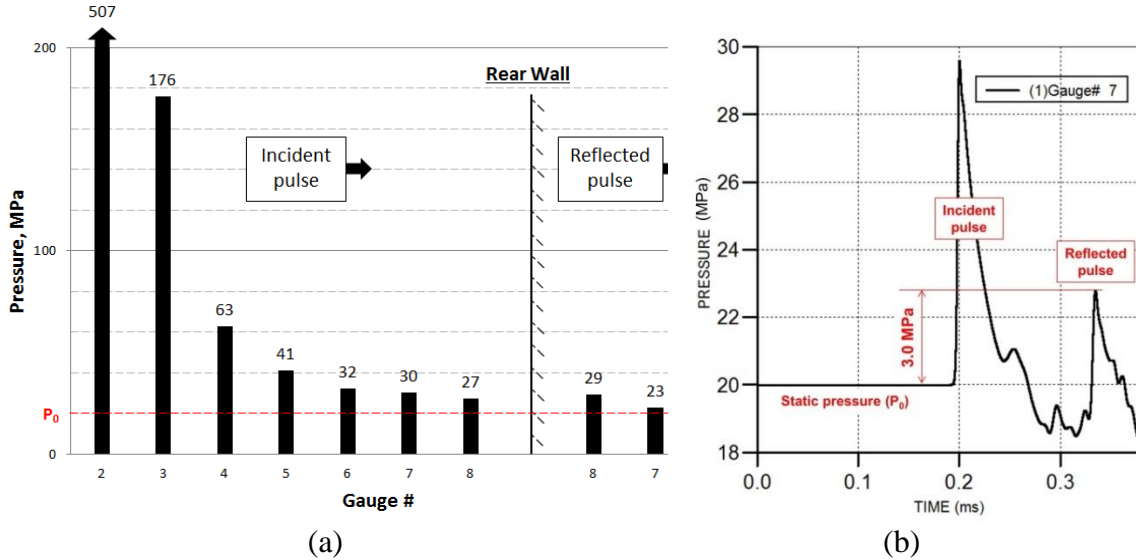 507
200
176
Rear Wall
Incident
pulse
Reflected
pulse
Pressure, MPa
100
63
41
32
30
27
29
23
P₀
0
2 3 4 5 6 7 8 8 7
Gauge #
(a)
30
(1)Gauge# 7
28
26
Incident
pulse
24
Reflected
pulse
PRESSURE (MPa)
22
3.0 MPa
20
Static pressure (P₀)
18
0.0 0.1 0.2 0.3
TIME (ms)
(b)